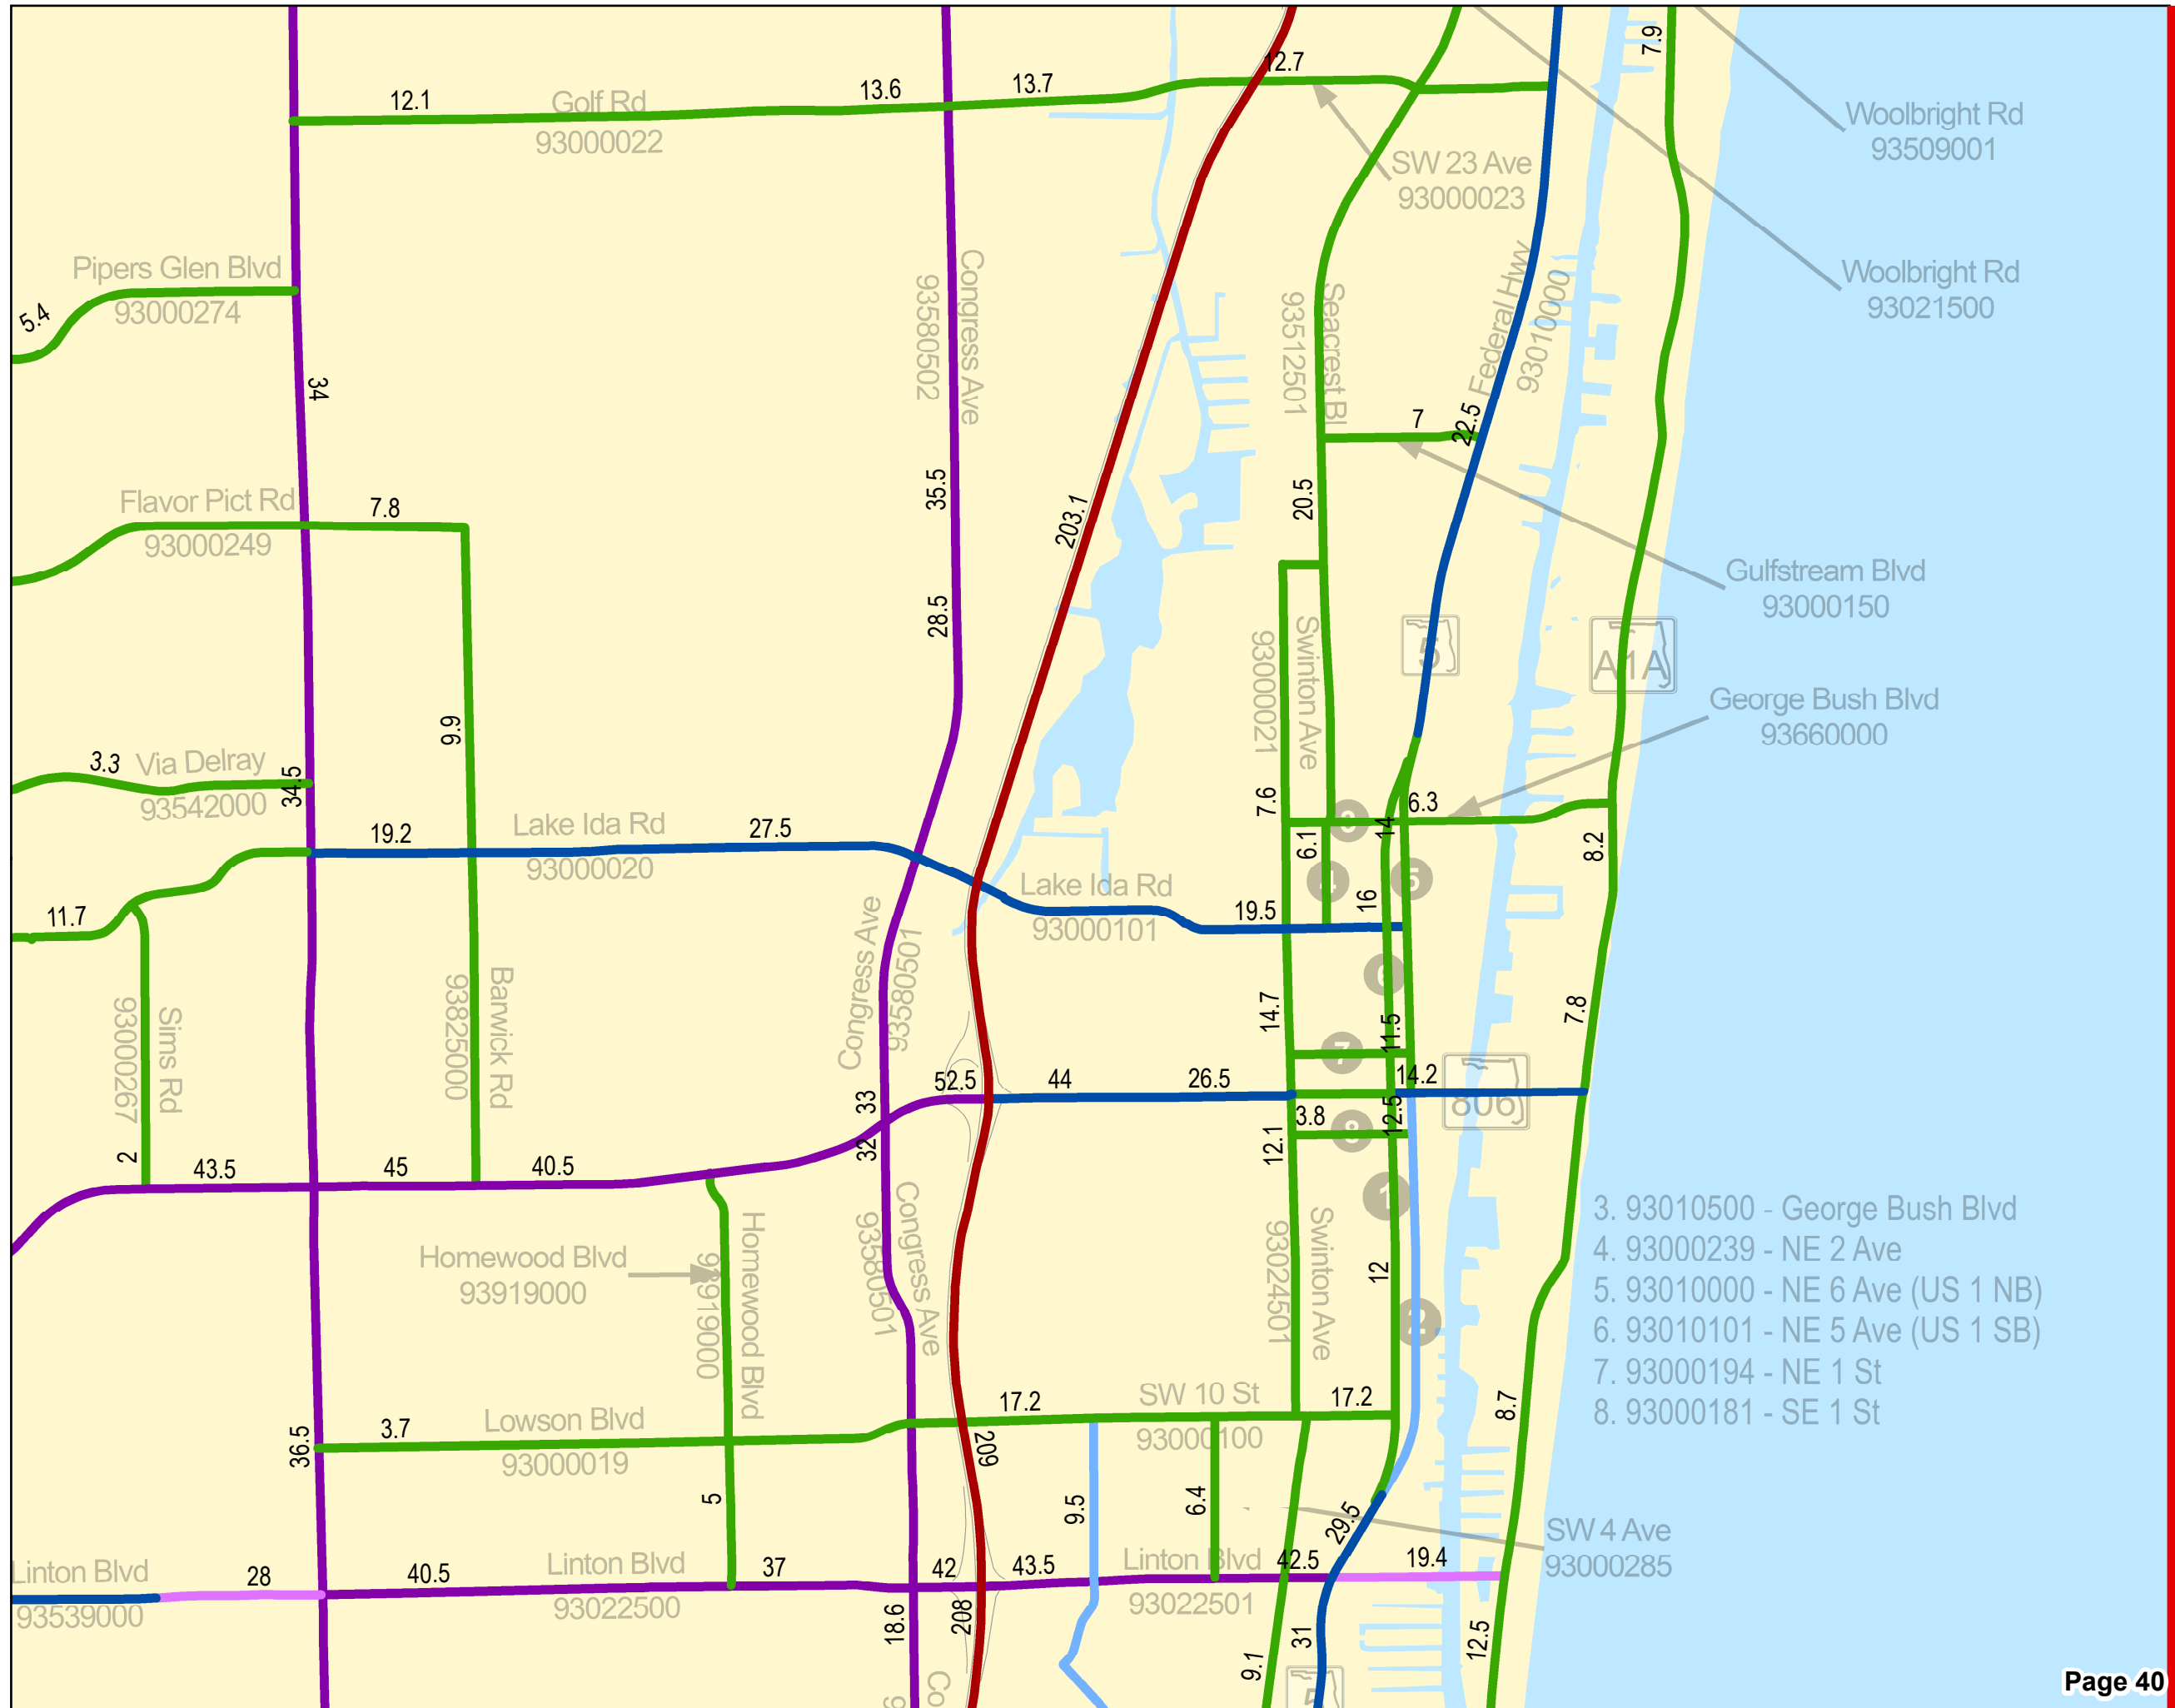 7.9
12.7
12.1
Golf Rd
93000022
13.6
13.7
SW 23 Ave
93000023
Woolbright Rd
93509001
Pipers Glen Blvd
93000274
5.4
Congress Ave
93580502
Seacrest Bl
93512501
Federal Hwy
93010000
Woolbright Rd
93021500
34
7
22.5
Flavor Pict Rd
93000249
7.8
35.5
203.1
20.5
Gulfstream Blvd
93000150
28.5
Swinton Ave
93000021
5
A1A
George Bush Blvd
93660000
9.9
3.3
Via Delray
93542000
34.5
19.2
Lake Ida Rd
93000020
27.5
7.6
6.1
3
14
6.3
8.2
4
5
11.7
Lake Ida Rd
93000101
19.5
16
6
Sims Rd
93000267
Barwick Rd
93825000
Congress Ave
93580501
14.7
11.5
7
7.8
52.5
44
26.5
14.2
806
33
32
3.8
12.5
12.1
8
2
43.5
45
40.5
1
Homewood Blvd
93919000
Homewood Blvd
93919000
Congress Ave
93580501
Swinton Ave
93024501
12
2
3. 93010500 - George Bush Blvd
4. 93000239 - NE 2 Ave
5. 93010000 - NE 6 Ave (US 1 NB)
6. 93010101 - NE 5 Ave (US 1 SB)
7. 93000194 - NE 1 St
8. 93000181 - SE 1 St
36.5
3.7
Lowson Blvd
93000019
17.2
SW 10 St
93000100
17.2
8.7
209
5
9.5
6.4
29.5
SW 4 Ave
93000285
Linton Blvd
93539000
28
40.5
Linton Blvd
93022500
37
42
43.5
Linton Blvd
93022501
42.5
19.4
18.6
208
9.1
31
12.5
5
Co
9
Page 40